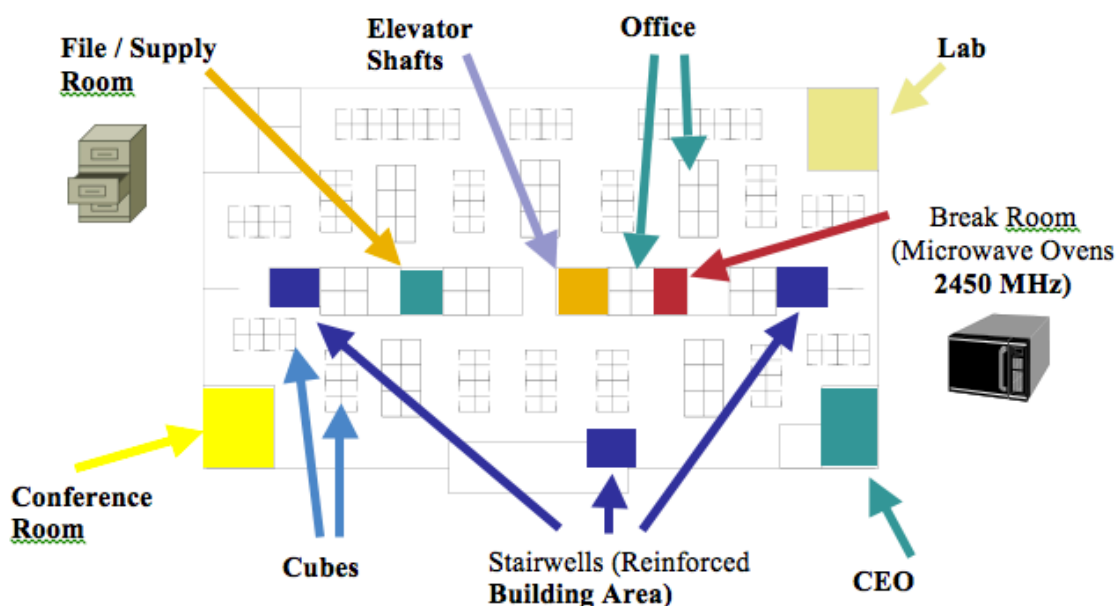 File / Supply
Room
Elevator
Shafts
Office
Lab
Break Room
(Microwave Ovens
2450 MHz)
Conference
Room
Cubes
Stairwells (Reinforced
Building Area)
CEO